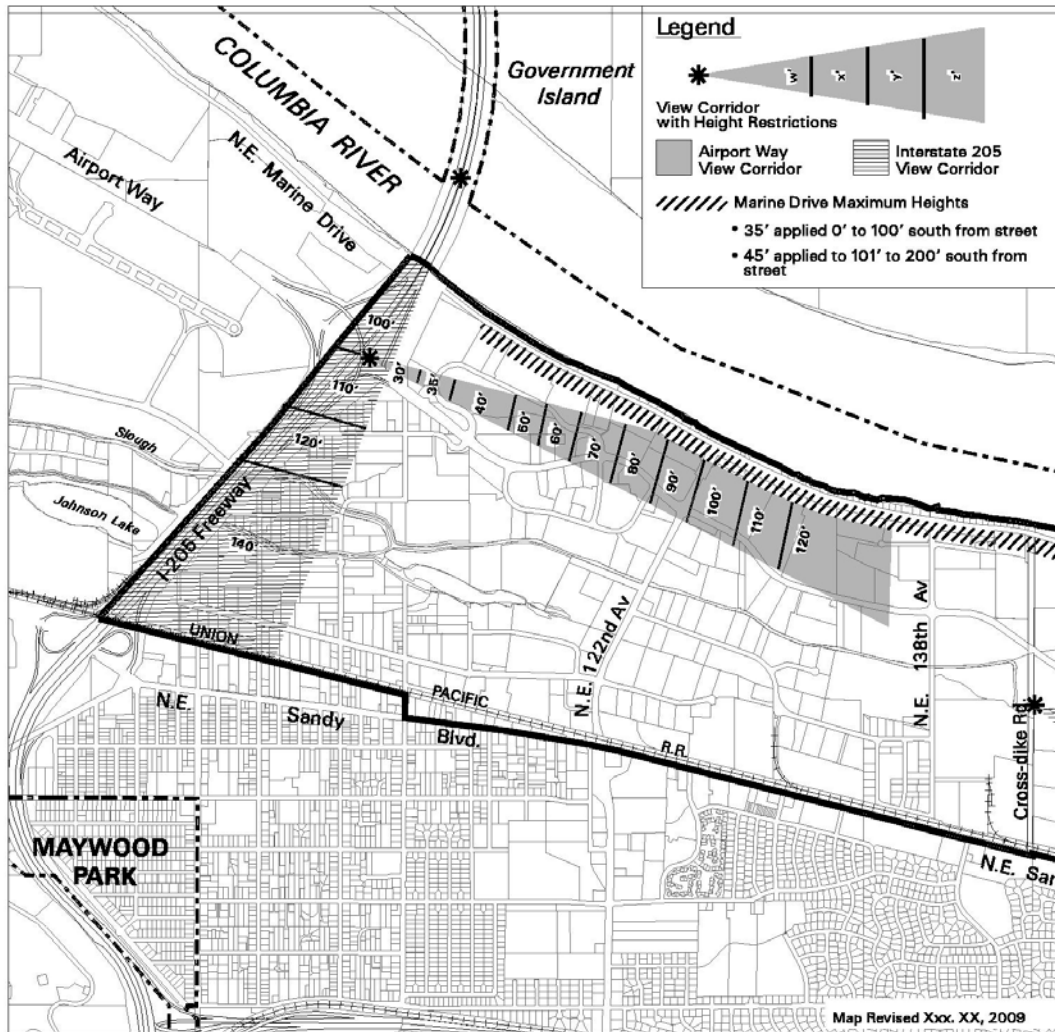 Legend
w'
x'
y'
z'
View Corridor
with Height Restrictions
Airport Way
View Corridor
Interstate 205
View Corridor
Marine Drive Maximum Heights
• 35' applied 0' to 100' south from street
• 45' applied to 101' to 200' south from
street
COLUMBIA RIVER
Government
Island
Airport Way
N.E. Marine Drive
100'
110'
120'
140'
30'
35'
40'
50'
60'
70'
80'
90'
100'
110'
120'
Slough
Johnson Lake
I-205 Freeway
UNION
PACIFIC
R.R.
N.E.
Sandy
Blvd.
N.E. 122nd Av
N.E. 138th Av
Cross-dike Rd
N.E. San
MAYWOOD
PARK
Map Revised Xxx. XX, 2009